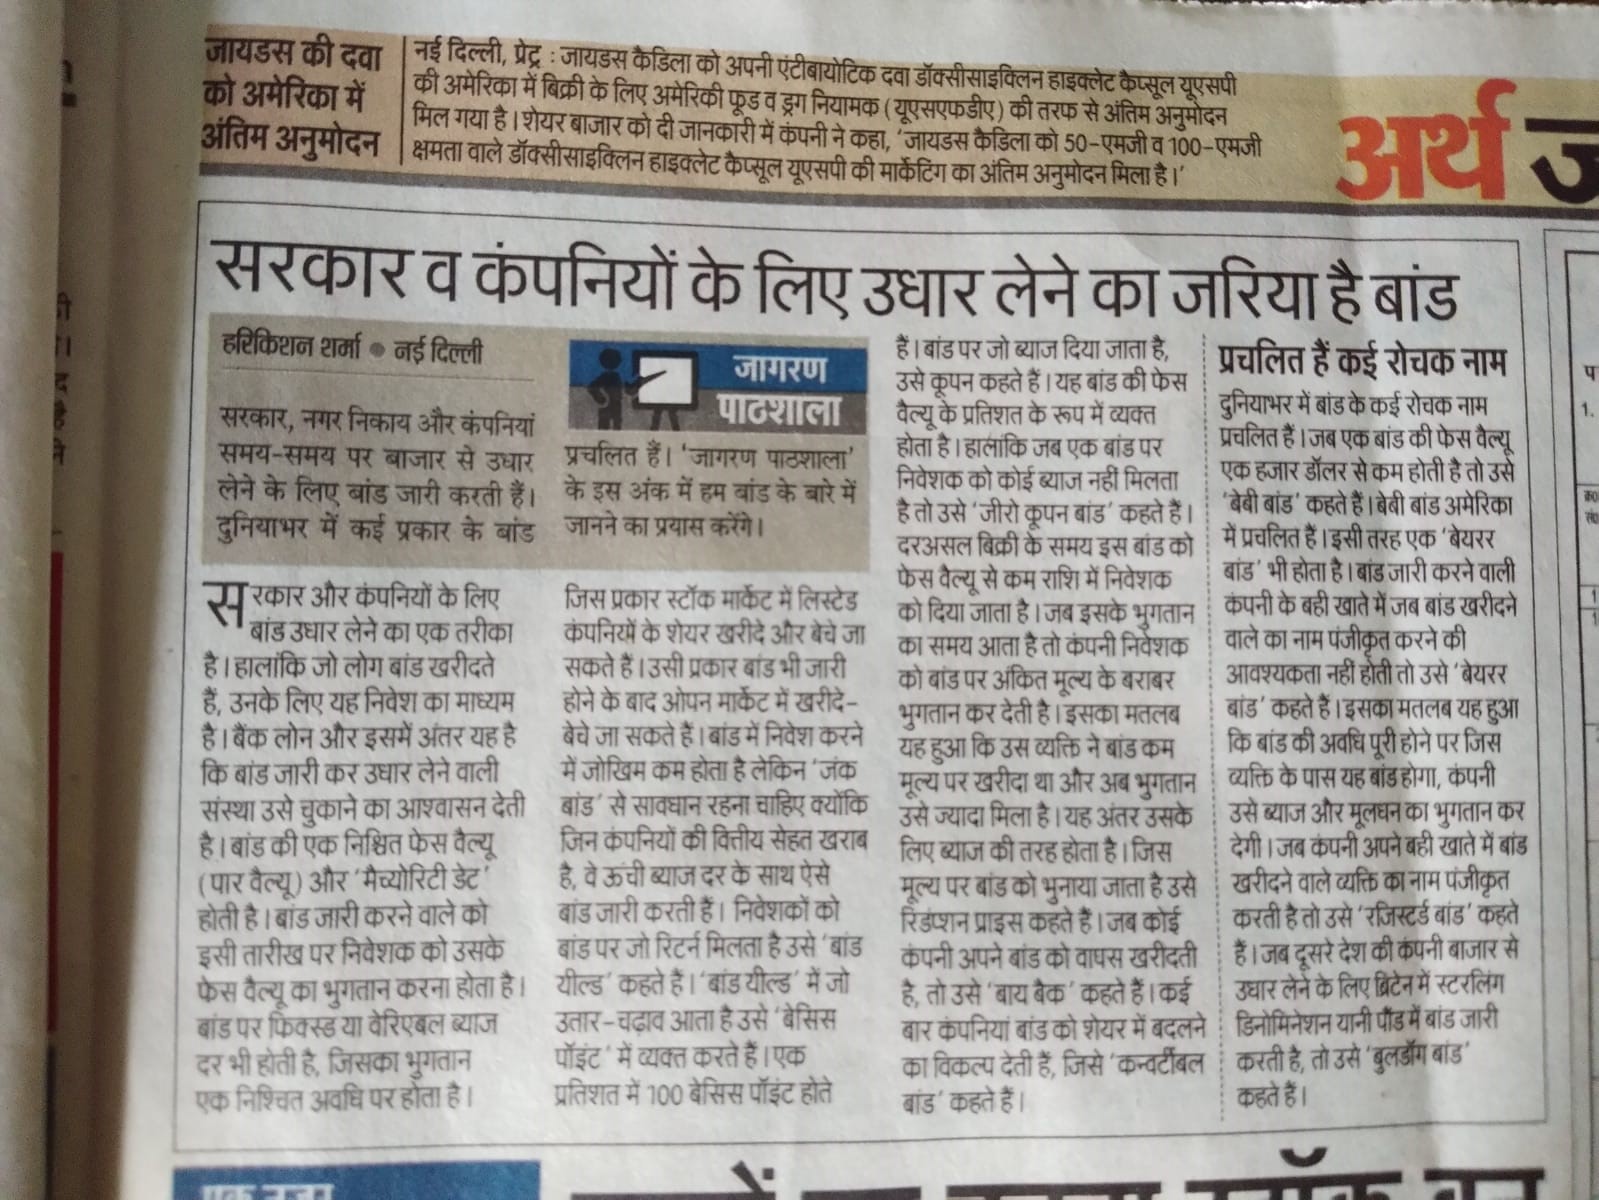 जायडस की दवा
को अमेरिका में
अंतिम अनुमोदन
नई दिल्ली, प्रेट्र : जायडस कैडिला को अपनी एंटीबायोटिक दवा डॉक्सीसाइक्लिन हाइक्लेट कैप्सूल यूएसपी
की अमेरिका में बिक्री के लिए अमेरिकी फूड व ड्रग नियामक (यूएसएफडीए) की तरफ से अंतिम अनुमोदन
मिल गया है। शेयर बाजार को दी जानकारी में कंपनी ने कहा, 'जायडस कैडिला को 50-एमजी व 100-एमजी
क्षमता वाले डॉक्सीसाइक्लिन हाइक्लेट कैप्सूल यूएसपी की मार्केटिंग का अंतिम अनुमोदन मिला है।'
अर्थ
सरकार व कंपनियों के लिए उधार लेने का जरिया है बांड
हरिकिशन शर्मा ● नई दिल्ली
सरकार, नगर निकाय और कंपनियां
समय-समय पर बाजार से उधार
लेने के लिए बांड जारी करती हैं।
दुनियाभर में कई प्रकार के बांड
जागरण
पाठशाला
प्रचलित हैं। 'जागरण पाठशाला'
के इस अंक में हम बांड के बारे में
जानने का प्रयास करेंगे।
सरकार और कंपनियों के लिए
बांड उधार लेने का एक तरीका
है। हालांकि जो लोग बांड खरीदते
हैं, उनके लिए यह निवेश का माध्यम
है। बैंक लोन और इसमें अंतर यह है
कि बांड जारी कर उधार लेने वाली
संस्था उसे चुकाने का आश्वासन देती
है। बांड की एक निश्चित फेस वैल्यू
(पार वैल्यू) और 'मैच्योरिटी डेट'
होती है। बांड जारी करने वाले को
इसी तारीख पर निवेशक को उसके
फेस वैल्यू का भुगतान करना होता है।
बांड पर फिक्स्ड या वेरिएबल ब्याज
दर भी होती है, जिसका भुगतान
एक निश्चित अवधि पर होता है।
जिस प्रकार स्टॉक मार्केट में लिस्टेड
कंपनियों के शेयर खरीदे और बेचे जा
सकते हैं। उसी प्रकार बांड भी जारी
होने के बाद ओपन मार्केट में खरीदे-
बेचे जा सकते हैं। बांड में निवेश करने
में जोखिम कम होता है लेकिन 'जंक
बांड' से सावधान रहना चाहिए क्योंकि
जिन कंपनियों की वित्तीय सेहत खराब
है, वे ऊंची ब्याज दर के साथ ऐसे
बांड जारी करती हैं। निवेशकों को
बांड पर जो रिटर्न मिलता है उसे 'बांड
यील्ड' कहते हैं। 'बांड यील्ड' में जो
उतार-चढ़ाव आता है उसे 'बेसिस
पॉइंट' में व्यक्त करते हैं। एक
प्रतिशत में 100 बेसिस पॉइंट होते
हैं। बांड पर जो ब्याज दिया जाता है,
उसे कूपन कहते हैं। यह बांड की फेस
वैल्यू के प्रतिशत के रूप में व्यक्त
होता है। हालांकि जब एक बांड पर
निवेशक को कोई ब्याज नहीं मिलता
है तो उसे 'जीरो कूपन बांड' कहते हैं।
दरअसल बिक्री के समय इस बांड को
फेस वैल्यू से कम राशि में निवेशक
को दिया जाता है। जब इसके भुगतान
का समय आता है तो कंपनी निवेशक
को बांड पर अंकित मूल्य के बराबर
भुगतान कर देती है। इसका मतलब
यह हुआ कि उस व्यक्ति ने बांड कम
मूल्य पर खरीदा था और अब भुगतान
उसे ज्यादा मिला है। यह अंतर उसके
लिए ब्याज की तरह होता है। जिस
मूल्य पर बांड को भुनाया जाता है उसे
रिडंप्शन प्राइस कहते हैं। जब कोई
कंपनी अपने बांड को वापस खरीदती
है, तो उसे 'बाय बैक' कहते हैं। कई
बार कंपनियां बांड को शेयर में बदलने
का विकल्प देती हैं, जिसे 'कन्वर्टीबल
बांड' कहते हैं।
प्रचलित हैं कई रोचक नाम
दुनियाभर में बांड के कई रोचक नाम
प्रचलित हैं। जब एक बांड की फेस वैल्यू
एक हजार डॉलर से कम होती है तो उसे
'बेबी बांड' कहते हैं। बेबी बांड अमेरिका
में प्रचलित हैं। इसी तरह एक 'बेयरर
बांड' भी होता है। बांड जारी करने वाली
कंपनी के बही खाते में जब बांड खरीदने
वाले का नाम पंजीकृत करने की
आवश्यकता नहीं होती तो उसे 'बेयरर
बांड' कहते हैं। इसका मतलब यह हुआ
कि बांड की अवधि पूरी होने पर जिस
व्यक्ति के पास यह बांड होगा, कंपनी
उसे ब्याज और मूलधन का भुगतान कर
देगी। जब कंपनी अपने बही खाते में बांड
खरीदने वाले व्यक्ति का नाम पंजीकृत
करती है तो उसे 'रजिस्टर्ड बांड' कहते
हैं। जब दूसरे देश की कंपनी बाजार से
उधार लेने के लिए ब्रिटेन में स्टरलिंग
डिनोमिनेशन यानी पौंड में बांड जारी
करती है, तो उसे 'बुलडॉग बांड'
कहते हैं।